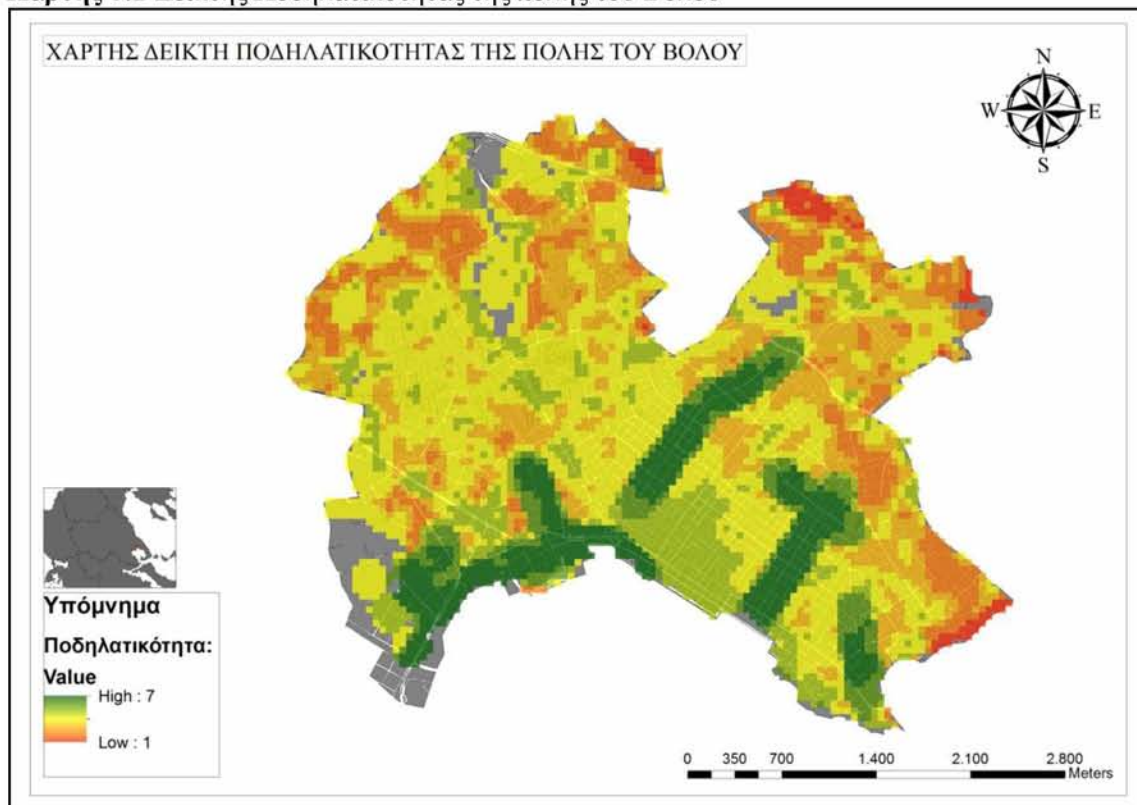 ΧΑΡΤΗΣ ΔΕΙΚΤΗ ΠΟΔΗΛΑΤΙΚΟΤΗΤΑΣ ΤΗΣ ΠΟΛΗΣ ΤΟΥ ΒΟΛΟΥ
N
W E
S
Υπόμνημα
Ποδηλατικότητα:
Value
High : 7
Low : 1
0 350 700 1.400 2.100 2.800
Meters